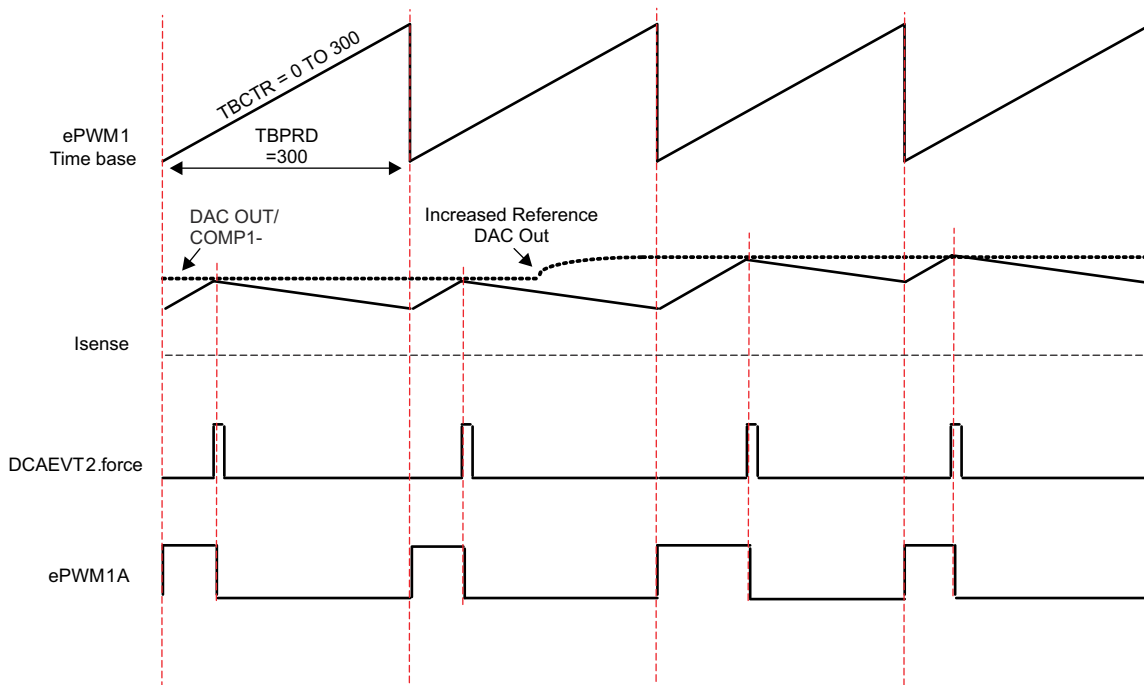 TBCTR = 0 TO 300
ePWM1
Time base
TBPRD
=300
DAC OUT/
COMP1-
Increased Reference
DAC Out
Isense
DCAEVT2.force
ePWM1A